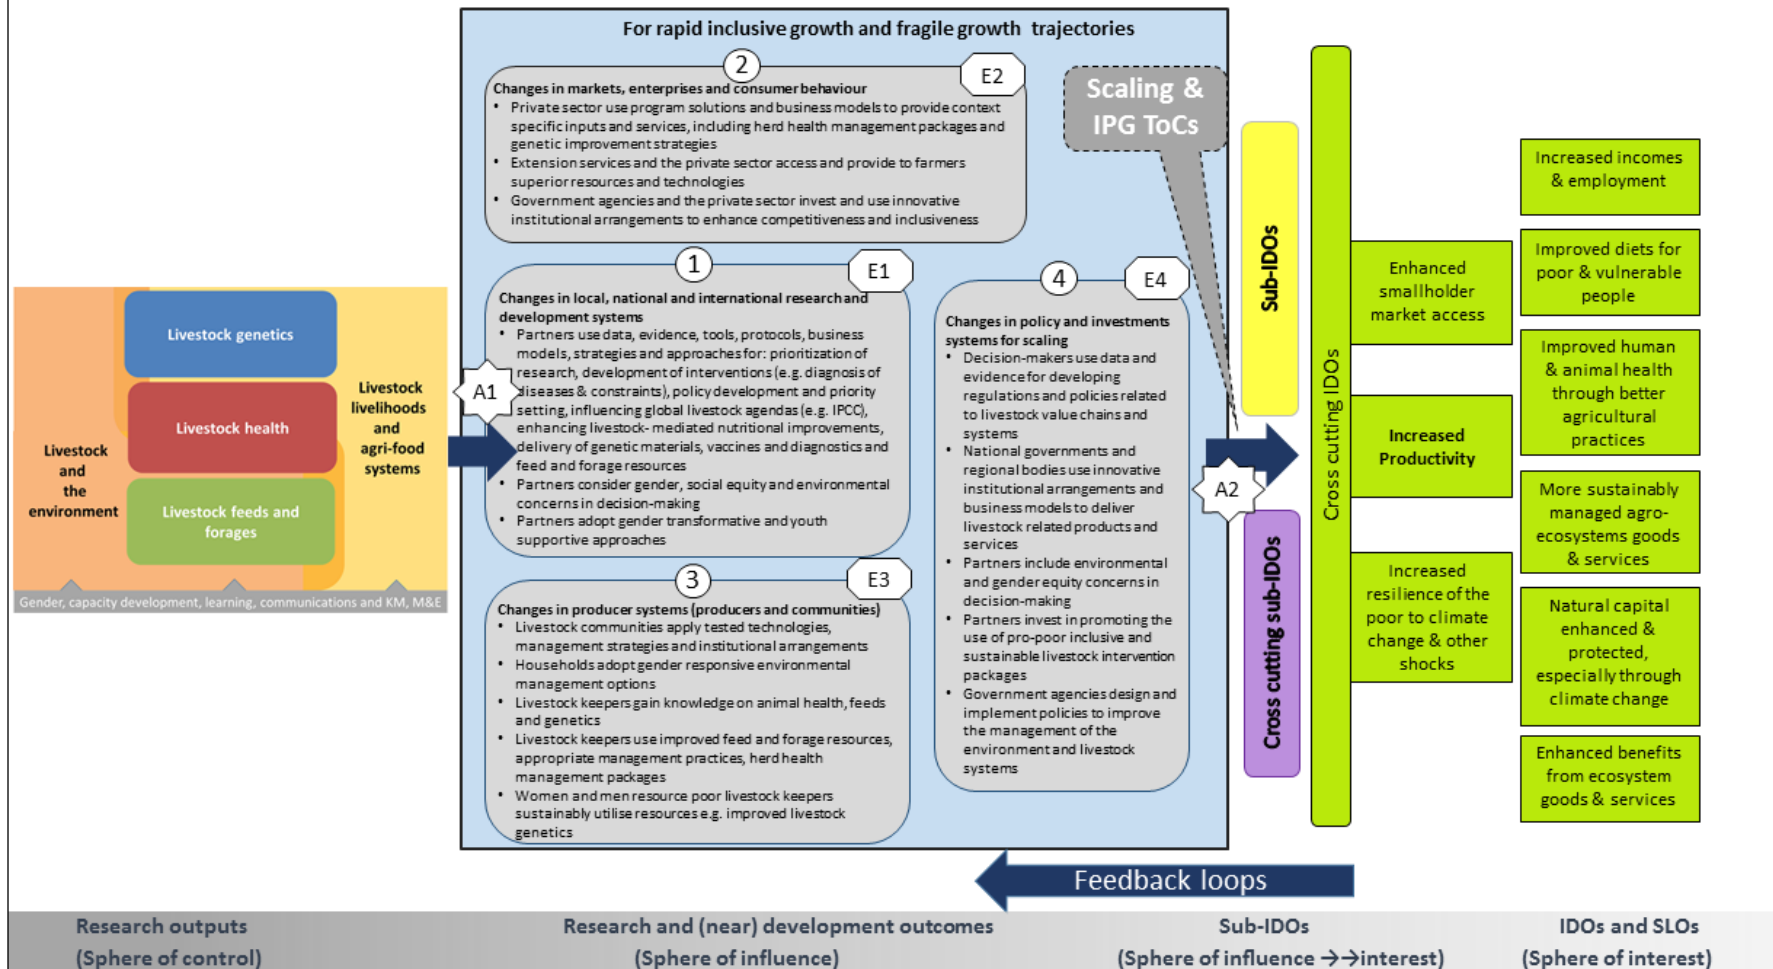 For rapid inclusive growth and fragile growth trajectories
2
E2
Changes in markets, enterprises and consumer behaviour
• Private sector use program solutions and business models to provide context
specific inputs and services, including herd health management packages and
genetic improvement strategies
• Extension services and the private sector access and provide to farmers
superior resources and technologies
• Government agencies and the private sector invest and use innovative
institutional arrangements to enhance competitiveness and inclusiveness
Scaling &
IPG ToCs
1
E1
Changes in local, national and international research and
development systems
• Partners use data, evidence, tools, protocols, business
models, strategies and approaches for: prioritization of
research, development of interventions (e.g. diagnosis of
diseases & constraints), policy development and priority
setting, influencing global livestock agendas (e.g. IPCC),
enhancing livestock- mediated nutritional improvements,
delivery of genetic materials, vaccines and diagnostics and
feed and forage resources
• Partners consider gender, social equity and environmental
concerns in decision-making
• Partners adopt gender transformative and youth
supportive approaches
4
E4
Changes in policy and investments
systems for scaling
• Decision-makers use data and
evidence for developing
regulations and policies related
to livestock value chains and
systems
• National governments and
regional bodies use innovative
institutional arrangements and
business models to deliver
livestock related products and
services
• Partners include environmental
and gender equity concerns in
decision-making
• Partners invest in promoting the
use of pro-poor inclusive and
sustainable livestock intervention
packages
• Government agencies design and
implement policies to improve
the management of the
environment and livestock
systems
3
E3
Changes in producer systems (producers and communities)
• Livestock communities apply tested technologies,
management strategies and institutional arrangements
• Households adopt gender responsive environmental
management options
• Livestock keepers gain knowledge on animal health, feeds
and genetics
• Livestock keepers use improved feed and forage resources,
appropriate management practices, herd health
management packages
• Women and men resource poor livestock keepers
sustainably utilise resources e.g. improved livestock
genetics
Livestock genetics
Livestock health
Livestock feeds and
forages
Livestock
and
the
environment
Livestock
livelihoods
and
agri-food
systems
Gender, capacity development, learning, communications and KM, M&E
A1
A2
Sub-IDOs
Cross cutting sub-IDOs
Cross cutting IDOs
Enhanced
smallholder
market access
Increased
Productivity
Increased
resilience of the
poor to climate
change & other
shocks
Increased incomes
& employment
Improved diets for
poor & vulnerable
people
Improved human
& animal health
through better
agricultural
practices
More sustainably
managed agro-
ecosystems goods
& services
Natural capital
enhanced &
protected,
especially through
climate change
Enhanced benefits
from ecosystem
goods & services
Feedback loops
Research outputs
(Sphere of control)
Research and (near) development outcomes
(Sphere of influence)
Sub-IDOs
(Sphere of influence →→interest)
IDOs and SLOs
(Sphere of interest)